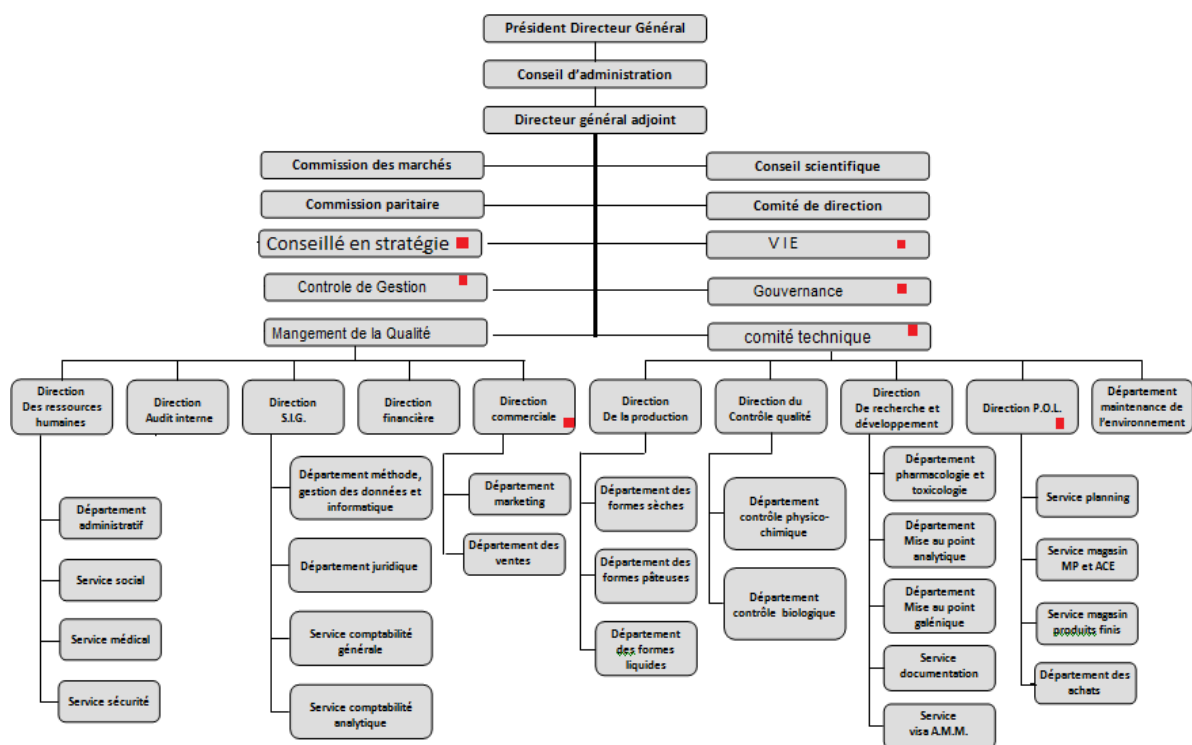 Président Directeur Général
Conseil d'administration
Directeur général adjoint
Commission des marchés
Conseil scientifique
Commission paritaire
Comité de direction
Conseillé en stratégie
V I E
Controle de Gestion
Gouvernance
Mangement de la Qualité
comité technique
Direction
Des ressources
humaines
Direction
Audit interne
Direction
S.I.G.
Direction
financière
Direction
commerciale
Direction
De la production
Direction du
Contrôle qualité
Direction
De recherche et
développement
Direction P.O.L.
Département
maintenance de
l'environnement
Département
administratif
Service social
Service médical
Service sécurité
Département méthode,
gestion des données et
informatique
Département juridique
Service comptabilité
générale
Service comptabilité
analytique
Département
marketing
Département des
ventes
Département des
formes sèches
Département des
formes pâteuses
Département
des formes
liquides
Département
contrôle physico-
chimique
Département
contrôle biologique
Département
pharmacologie et
toxicologie
Département
Mise au point
analytique
Département
Mise au point
galénique
Service
documentation
Service
visa A.M.M.
Service planning
Service magasin
MP et ACE
Service magasin
produits finis
Département des
achats